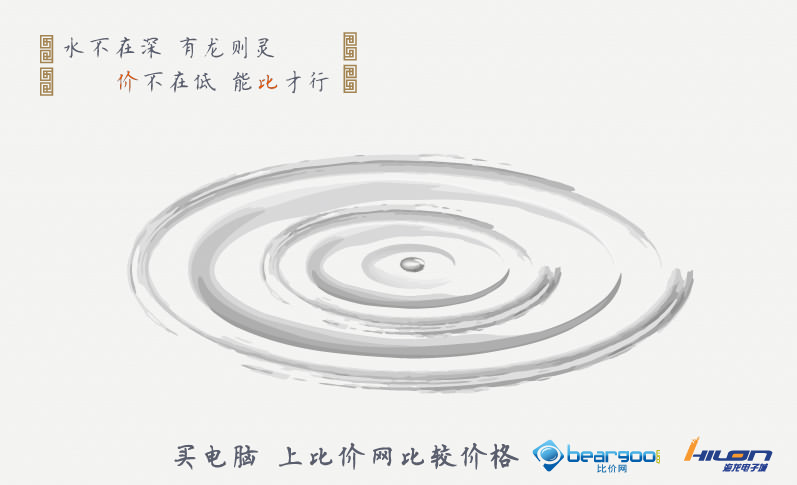 水不在深 有龙则灵
价不在低 能比才行
买电脑 上比价网比较价格
beargoo
比价网
HILON
海龙电子城